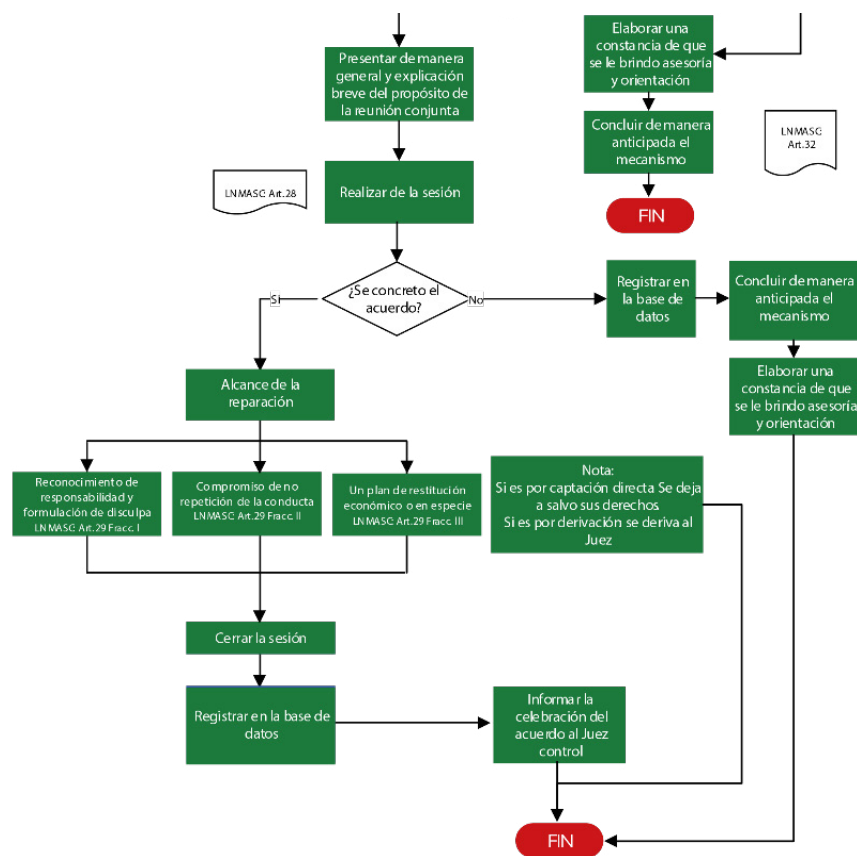 Presentar de manera
general y explicación
breve del propósito de
la reunión conjunta
Elaborar una
constancia de que
se le brindo asesoría
y orientación
Concluir de manera
anticipada el
mecanismo
LNMASC
Art.32
LNMASC Art.28
Realizar de la sesión
FIN
¿Se concreto el
acuerdo?
Si
No
Registrar en
la base de
datos
Concluir de manera
anticipada el
mecanismo
Elaborar una
constancia de que
se le brindo asesoría
y orientación
Alcance de la
reparación
Reconocimiento de
responsabilidad y
formulación de disculpa
LNMASC Art.29 Fracc. I
Compromiso de no
repetición de la conducta
LNMASC Art.29 Fracc. II
Un plan de restitución
económico o en especie
LNMASC Art.29 Fracc. III
Nota:
Si es por captación directa Se deja
a salvo sus derechos.
Si es por derivación se deriva al
Juez
Cerrar la sesión
Registrar en la base de
datos
Informar la
celebración del
acuerdo al Juez
control
FIN